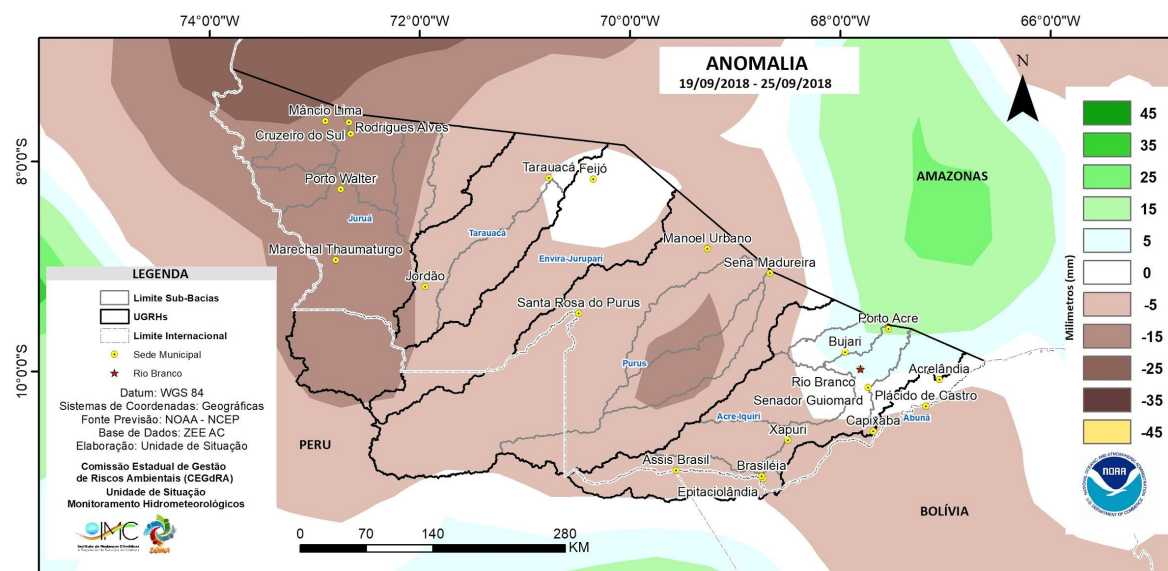 74°0'0"W
72°0'0"W
70°0'0"W
68°0'0"W
66°0'0"W
ANOMALIA
19/09/2018 - 25/09/2018
N
8°0'0"S
10°0'0"S
Mâncio Lima
Rodrigues Alves
Cruzeiro do Sul
Porto Walter
Juruá
Marechal Thaumaturgo
Tarauacá
Feijó
Tarauacá
Jordão
Envira-Jurupari
Manoel Urbano
Sena Madureira
Santa Rosa do Purus
Purus
Porto Acre
Bujari
Rio Branco
Acrelândia
Senador Guiomard
Plácido de Castro
Abunã
Acre-Iquiri
Capixaba
Xapuri
Assis Brasil
Brasiléia
Epitaciolândia
AMAZONAS
PERU
BOLÍVIA
45
35
25
15
5
0
-5
-15
-25
-35
-45
Milímetros (mm)
LEGENDA
Limite Sub-Bacias
UGRHs
Limite Internacional
Sede Municipal
Rio Branco
Datum: WGS 84
Sistemas de Coordenadas: Geográficas
Fonte Previsão: NOAA - NCEP
Base de Dados: ZEE AC
Elaboração: Unidade de Situação
Comissão Estadual de Gestão
de Riscos Ambientais (CEGdRA)
Unidade de Situação
Monitoramento Hidrometeorológicos
IMC
0
70
140
280
KM
NOAA